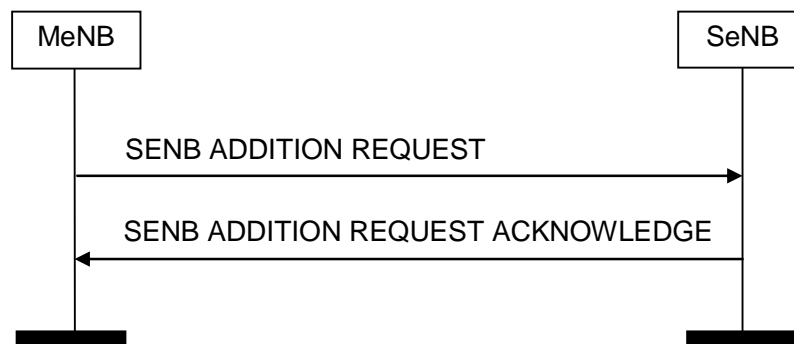 MeNB
SeNB
SENB ADDITION REQUEST
SENB ADDITION REQUEST ACKNOWLEDGE